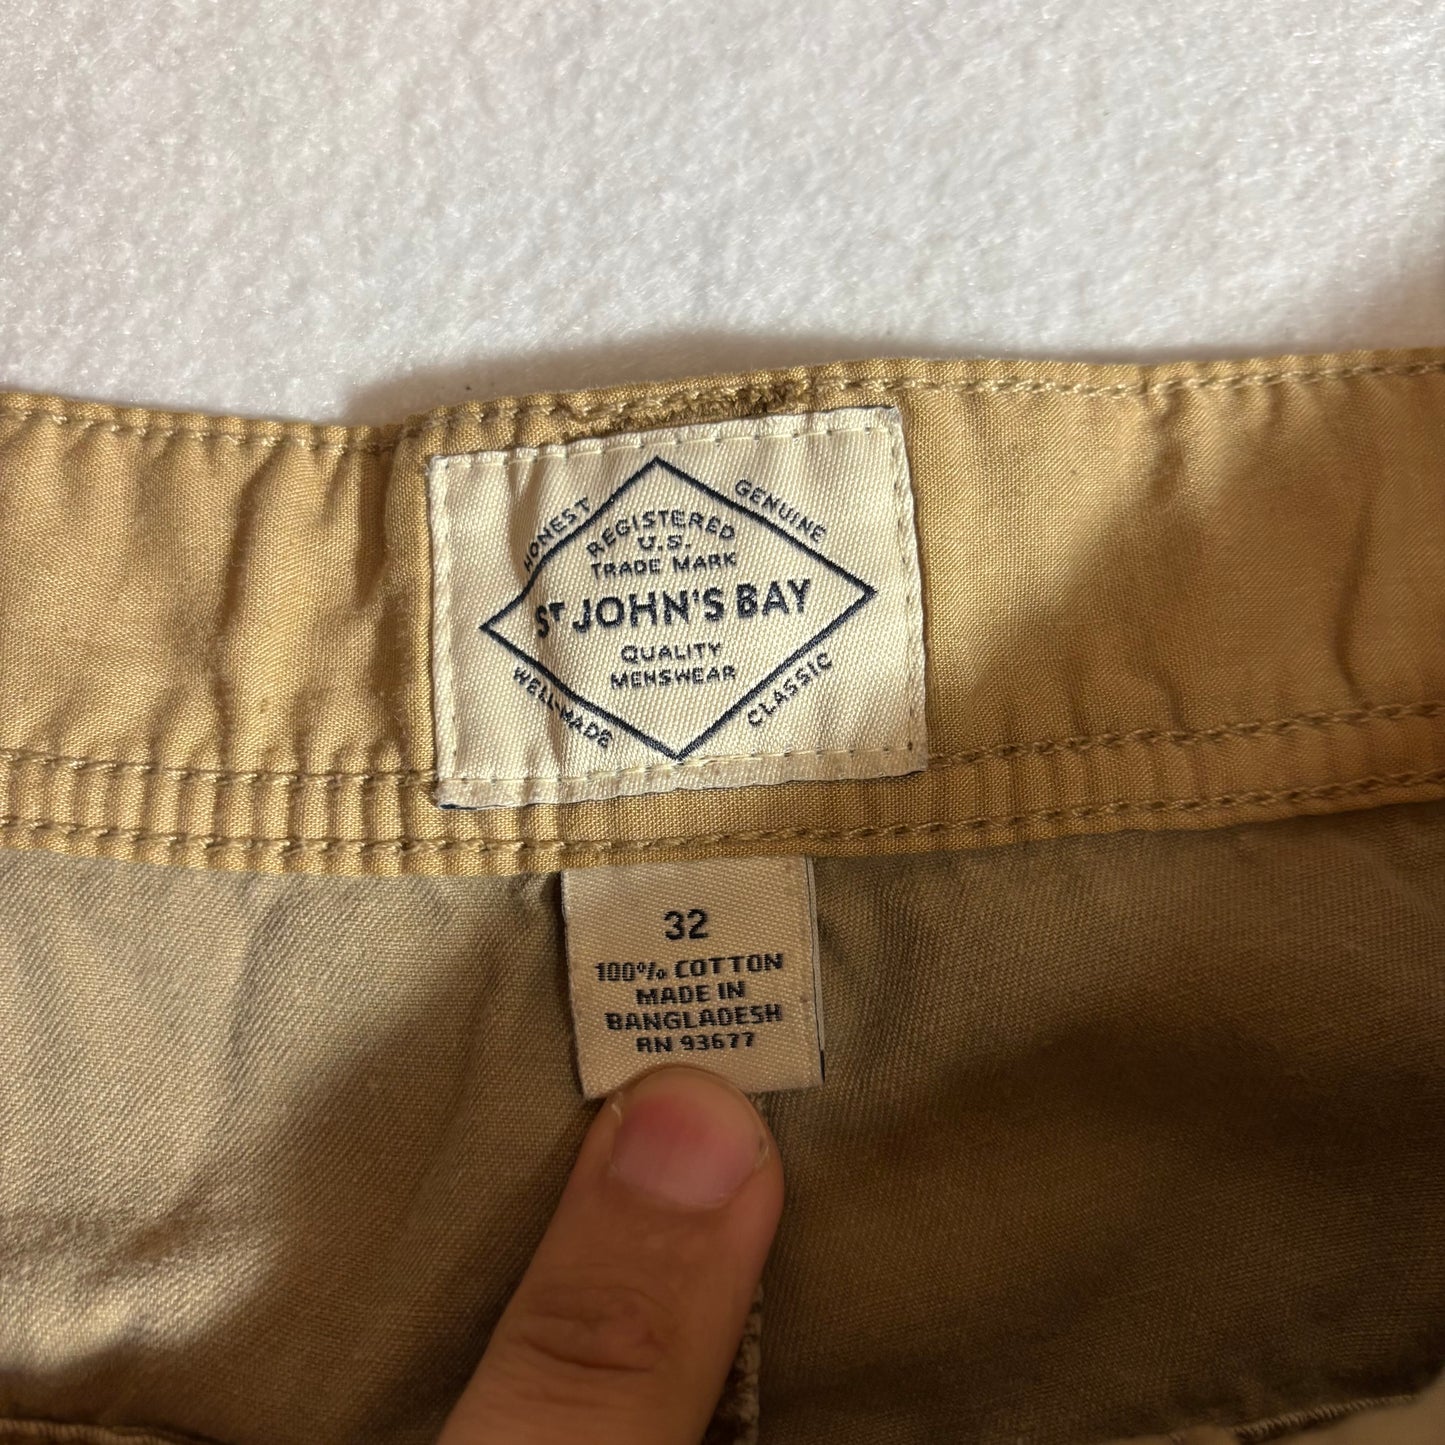 HONEST
GENUINE
REGISTERED
U.S.
TRADE MARK
ST JOHN'S BAY
QUALITY
MENSWEAR
WELL-MADE
CLASSIC
32
100% COTTON
MADE IN
BANGLADESH
RN 93677